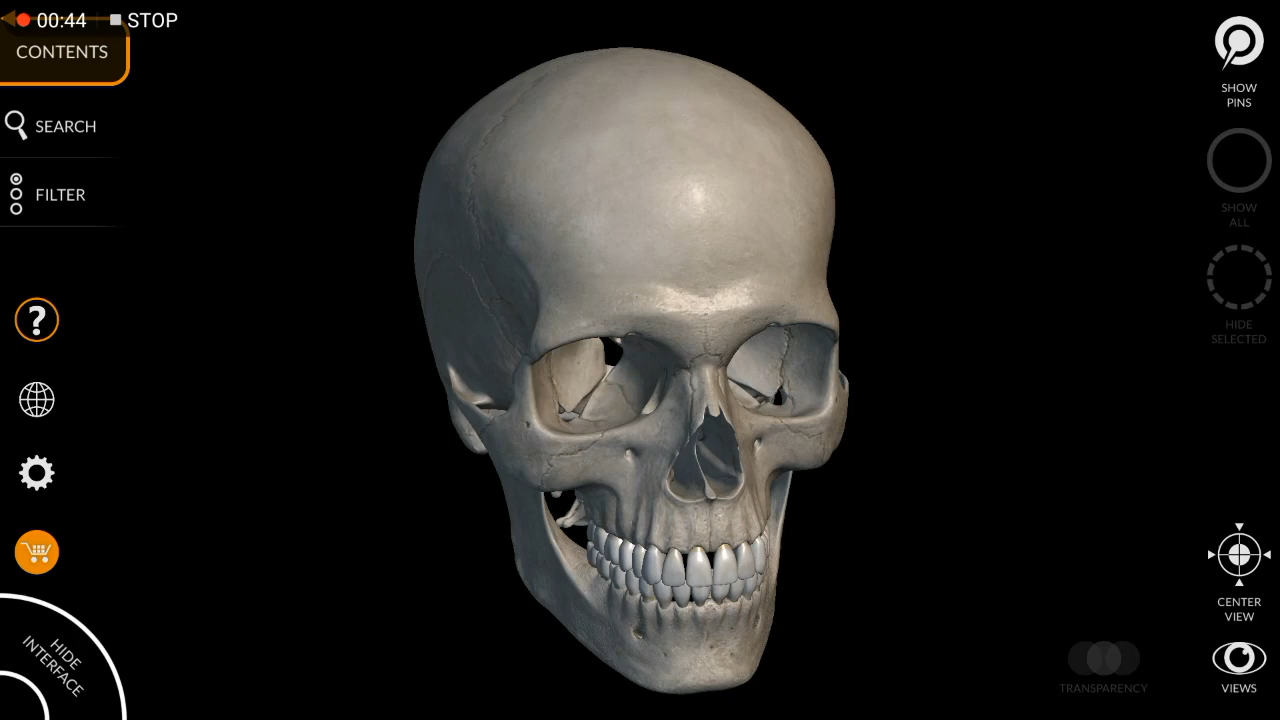 00:44 STOP
CONTENTS
SEARCH
FILTER
?
HIDE
INTERFACE
SHOW
PINS
SHOW
ALL
HIDE
SELECTED
CENTER
VIEW
TRANSPARENCY
VIEWS